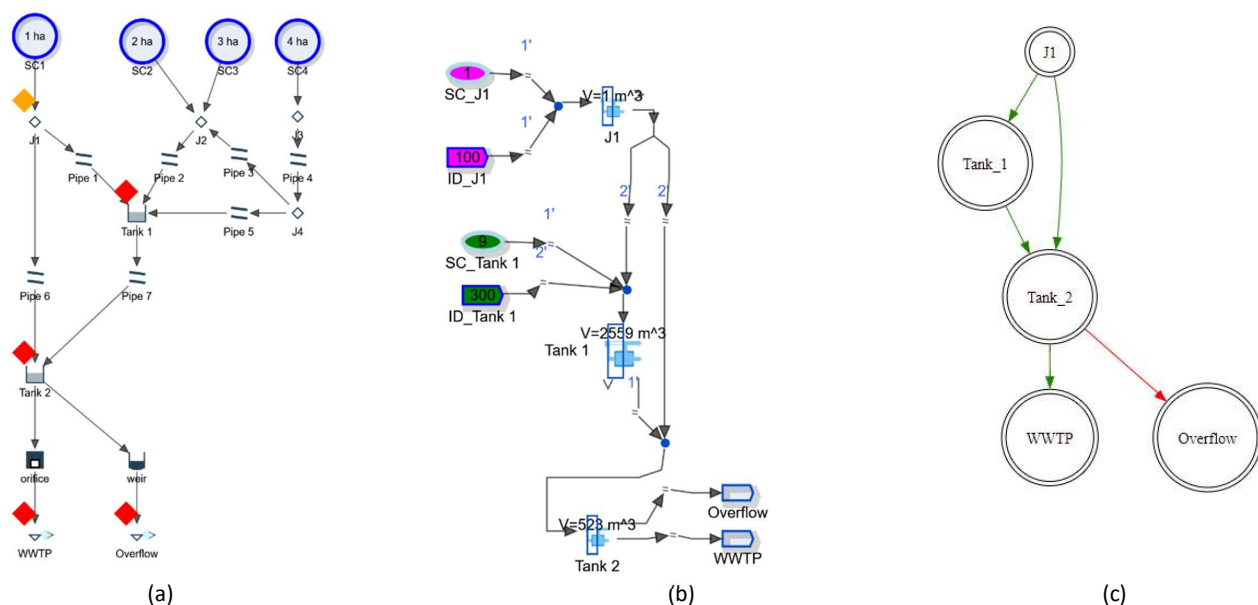 1 ha
2 ha
3 ha
4 ha
SC1
SC2
SC3
SC4
J1
J2
J3
Pipe 1
Pipe 2
Pipe 3
Pipe 4
Tank 1
Pipe 5
J4
Pipe 6
Pipe 7
Tank 2
orifice
weir
WWTP
Overflow
(a)
1'
1
SC_J1
V=1 m^3
J1
1'
100
ID_J1
2'
2'
1'
9
SC_Tank 1
2'
300
ID_Tank 1
V=2559 m^3
Tank 1
1'
Overflow
V=523 m^3
WWTP
Tank 2
(b)
J1
Tank_1
Tank_2
WWTP
Overflow
(c)